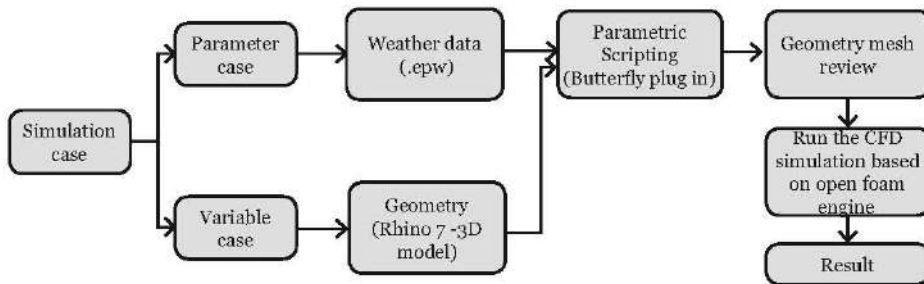 Parameter
case
Weather data
(.epw)
Parametric
Scripting
(Butterfly plug in)
Geometry mesh
review
Simulation
case
Run the CFD
simulation based
on open foam
engine
Variable
case
Geometry
(Rhino 7 -3D
model)
Result